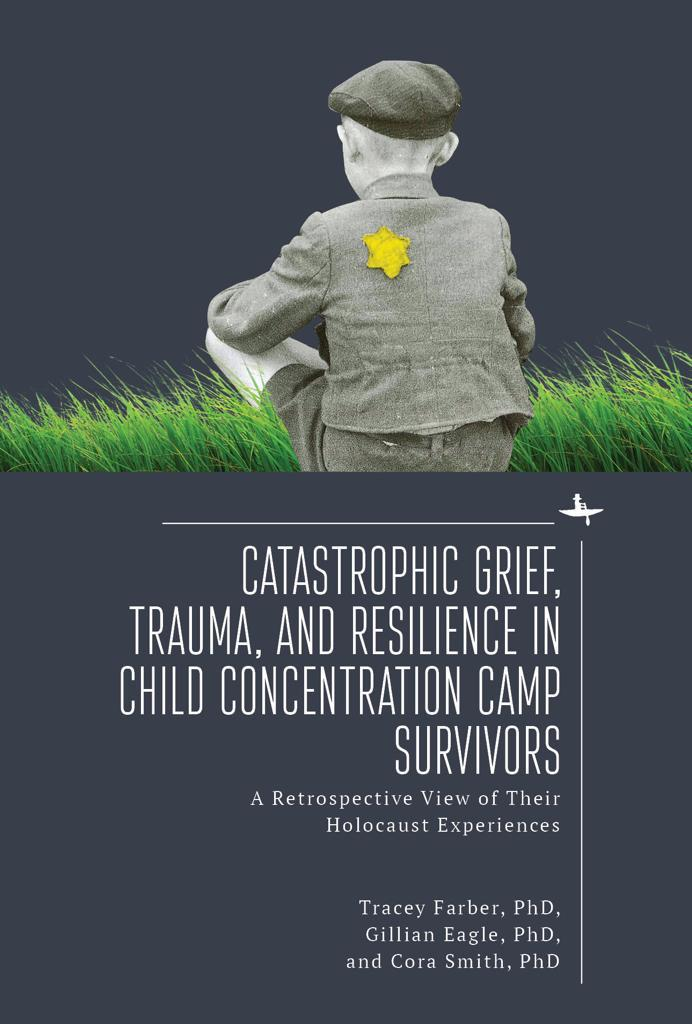 CATASTROPHIC GRIEF,
TRAUMA, AND RESILIENCE IN
CHILD CONCENTRATION CAMP
SURVIVORS
A Retrospective View of Their
Holocaust Experiences
Tracey Farber, PhD,
Gillian Eagle, PhD,
and Cora Smith, PhD